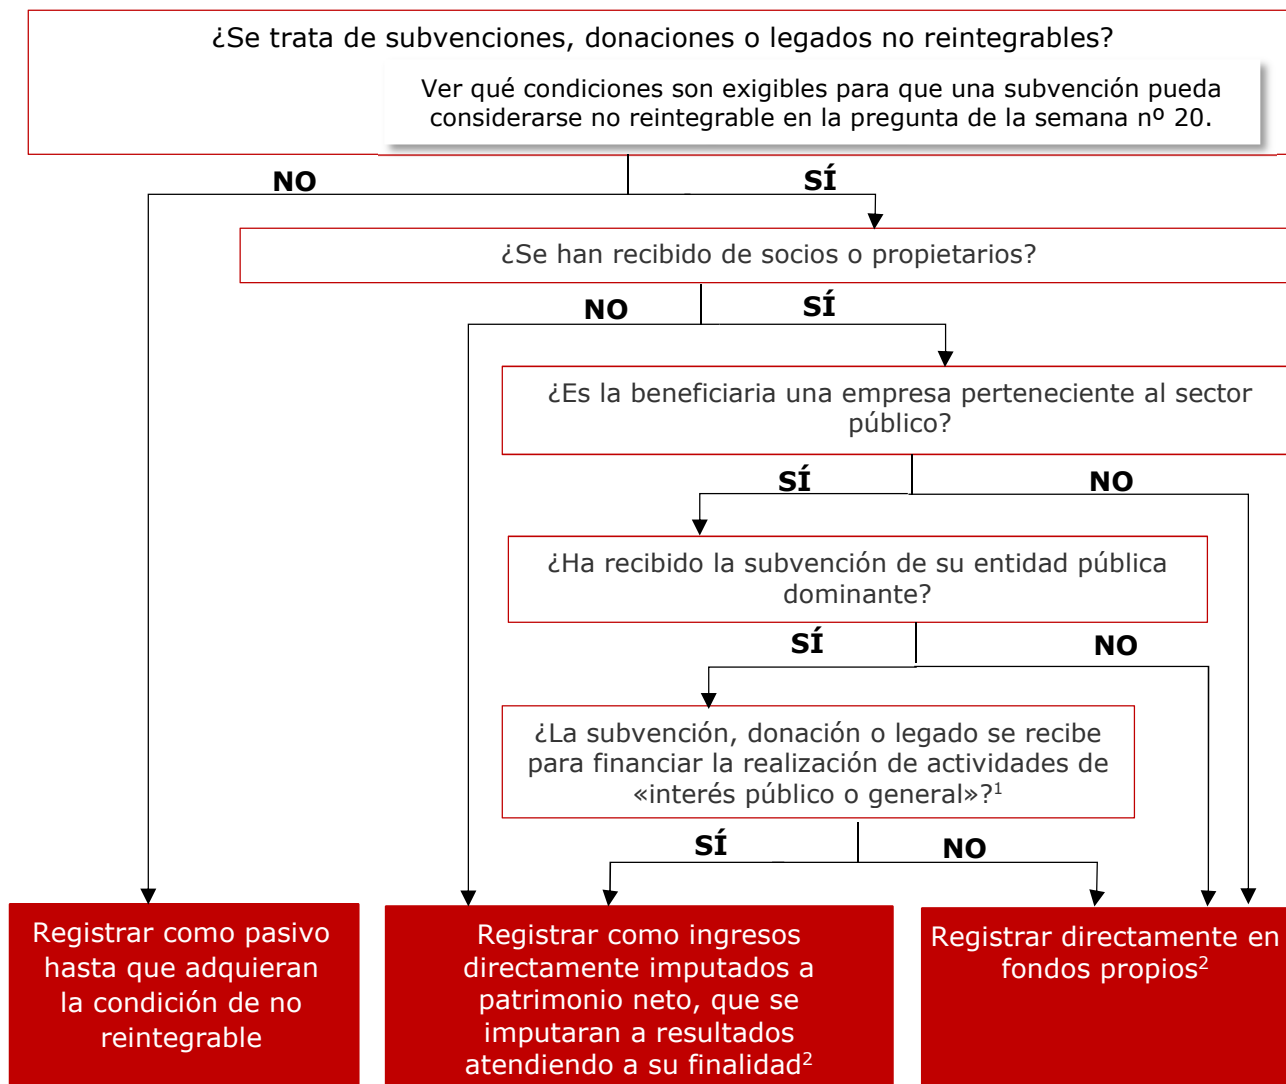 ¿Se trata de subvenciones, donaciones o legados no reintegrables?
Ver qué condiciones son exigibles para que una subvención pueda
considerarse no reintegrable en la pregunta de la semana nº 20.
NO
SÍ
¿Se han recibido de socios o propietarios?
NO
SÍ
¿Es la beneficiaria una empresa perteneciente al sector
público?
SÍ
NO
¿Ha recibido la subvención de su entidad pública
dominante?
SÍ
NO
¿La subvención, donación o legado se recibe
para financiar la realización de actividades de
«interés público o general»?¹
SÍ
NO
Registrar como pasivo
hasta que adquieran
la condición de no
reintegrable
Registrar como ingresos
directamente imputados a
patrimonio neto, que se
imputaran a resultados
atendiendo a su finalidad²
Registrar directamente en
fondos propios²